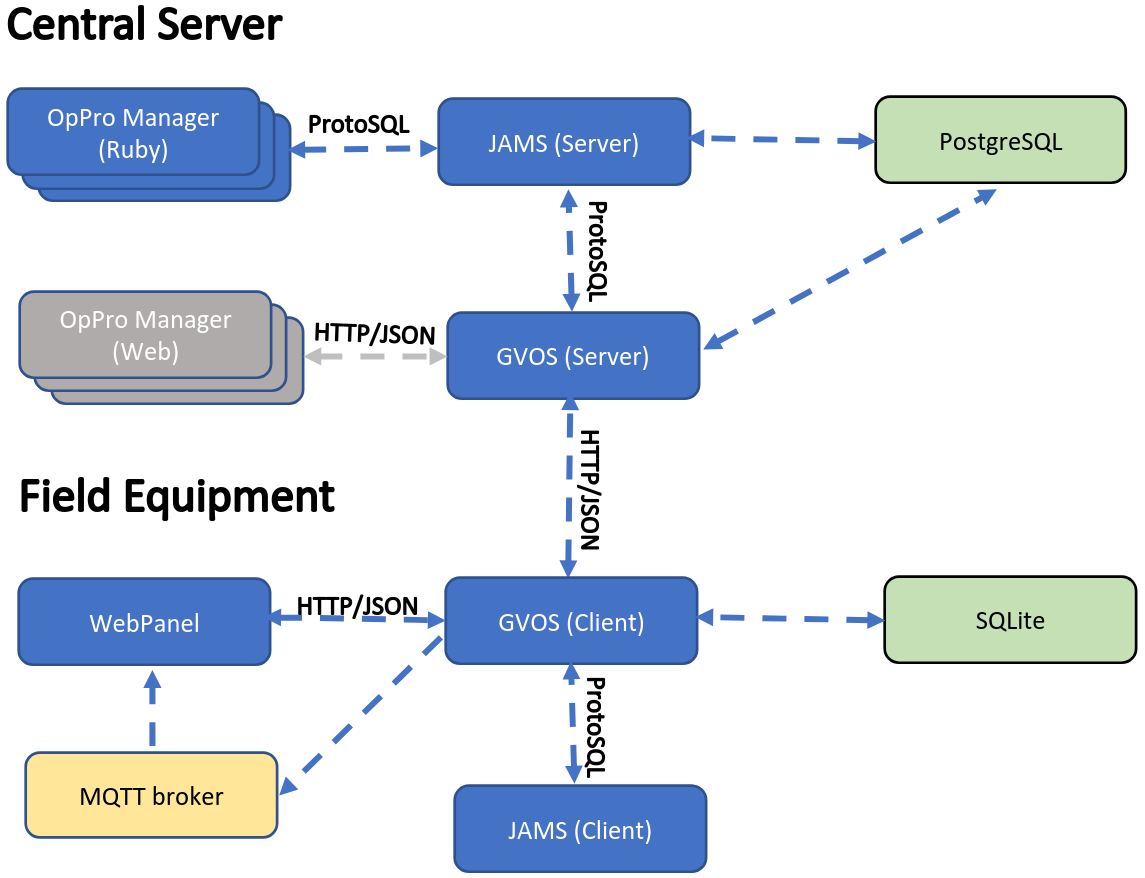 Central Server
OpPro Manager
(Ruby)
ProtoSQL
JAMS (Server)
PostgreSQL
ProtoSQL
OpPro Manager
(Web)
HTTP/JSON
GVOS (Server)
HTTP/JSON
Field Equipment
WebPanel
HTTP/JSON
GVOS (Client)
SQLite
ProtoSQL
MQTT broker
JAMS (Client)